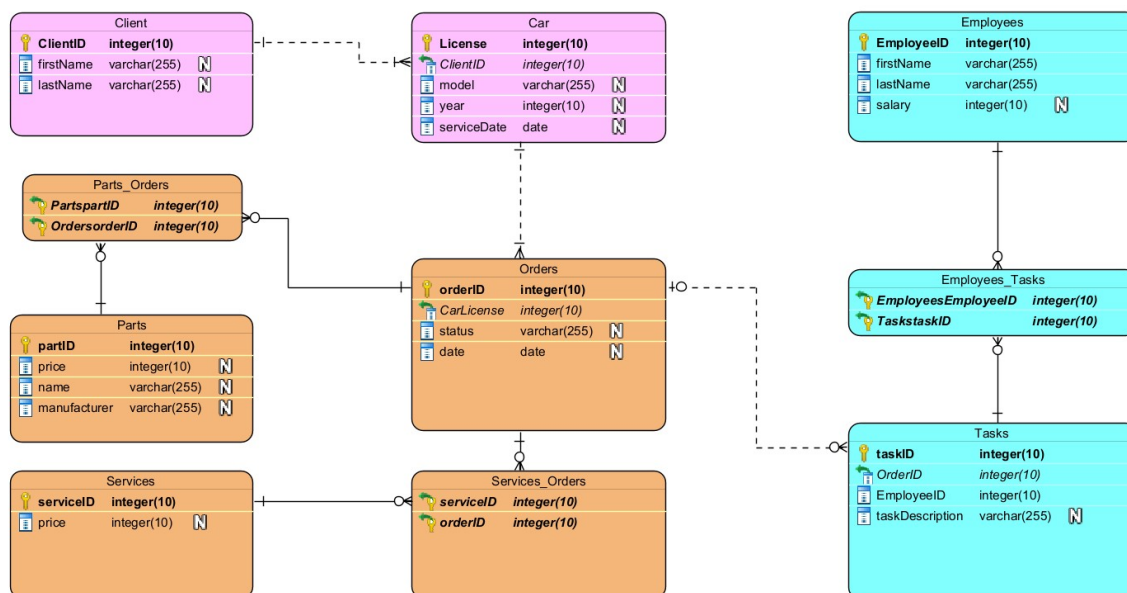 Client
ClientID integer(10)
firstName varchar(255) N
lastName varchar(255) N
Car
License integer(10)
ClientID integer(10)
model varchar(255) N
year integer(10) N
serviceDate date N
Employees
EmployeeID integer(10)
firstName varchar(255)
lastName varchar(255)
salary integer(10) N
Parts_Orders
PartspartID integer(10)
OrdersorderID integer(10)
Orders
orderID integer(10)
CarLicense integer(10)
status varchar(255) N
date date N
Employees_Tasks
EmployeesEmployeeID integer(10)
TaskstaskID integer(10)
Parts
partID integer(10)
price integer(10) N
name varchar(255) N
manufacturer varchar(255) N
Services
serviceID integer(10)
price integer(10) N
Services_Orders
serviceID integer(10)
orderID integer(10)
Tasks
taskID integer(10)
OrderID integer(10)
EmployeeID integer(10)
taskDescription varchar(255) N